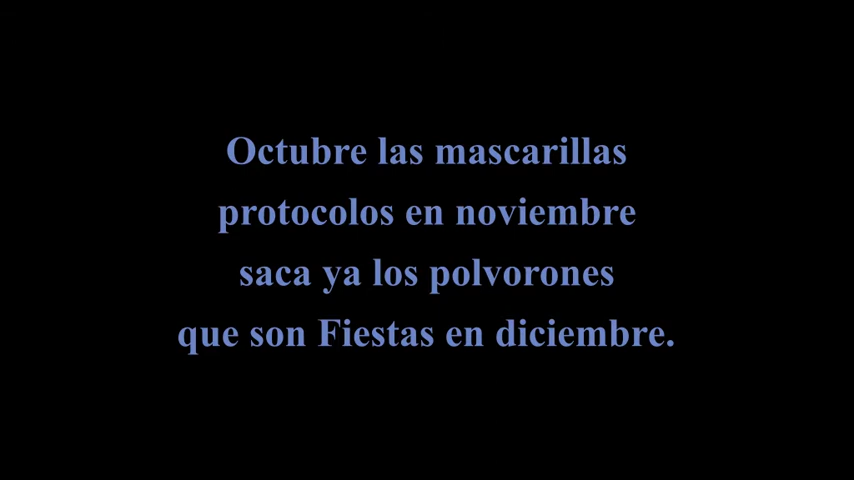 Octubre las mascarillas
protocolos en noviembre
saca ya los polvorones
que son Fiestas en diciembre.